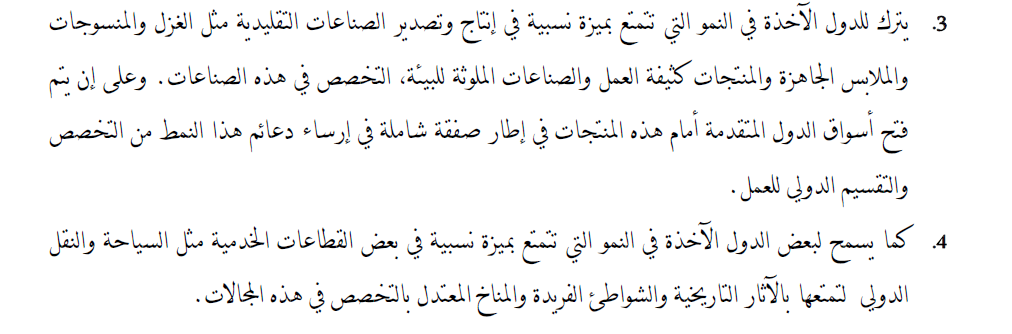 3. يترك للدول الآخذة في النمو التي تتمتع بميزة نسبية في إنتاج وتصدير الصناعات التقليدية مثل الغزل والمنسوجات
والملابس الجاهزة والمنتجات كثيفة العمل والصناعات الملوثة للبيئة، التخصص في هذه الصناعات. وعلى إن يتم
فتح أسواق الدول المتقدمة أمام هذه المنتجات في إطار صفقة شاملة في إرساء دعائم هذا النمط من التخصص
والتقسيم الدولي للعمل.
4. كما يسمح لبعض الدول الآخذة في النمو التي تتمتع بميزة نسبية في بعض القطاعات الخدمية مثل السياحة والنقل
الدولي لتمتعها بالآثار التاريخية والشواطئ الفريدة والمناخ المعتدل بالتخصص في هذه المجالات.